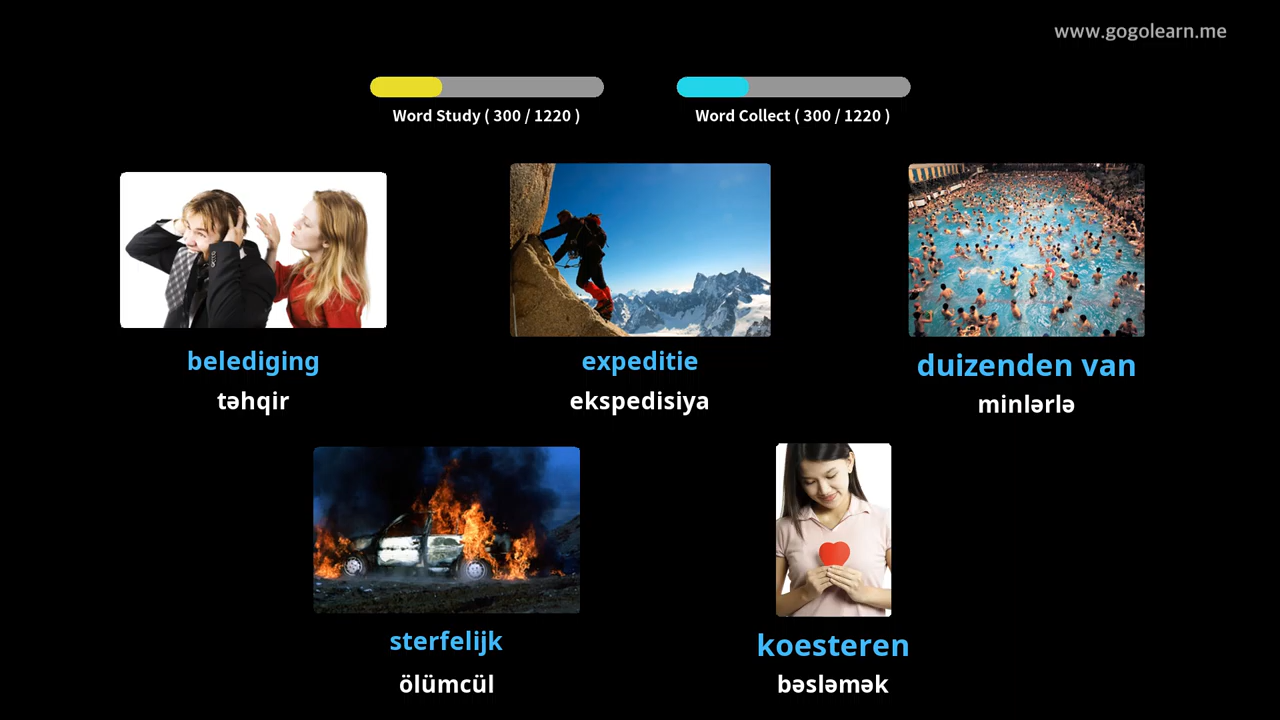 www.gogolearn.me
Word Study ( 300 / 1220 )
Word Collect ( 300 / 1220 )
belediging
təhqir
expeditie
ekspedisiya
duizenden van
minlərlə
sterfelijk
ölümcül
koesteren
bəsləmək